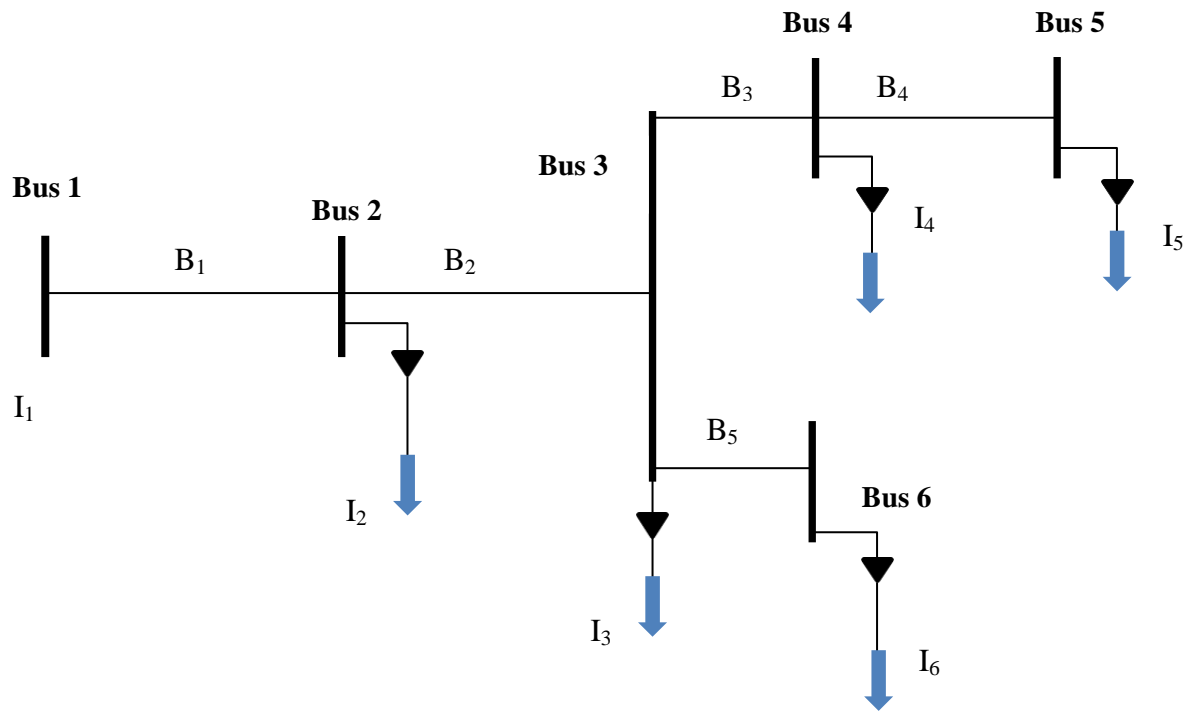 Bus 4
Bus 5
B₃
B₄
Bus 3
Bus 1
Bus 2
I₄
I₅
B₁
B₂
I₁
B₅
I₂
Bus 6
I₃
I₆